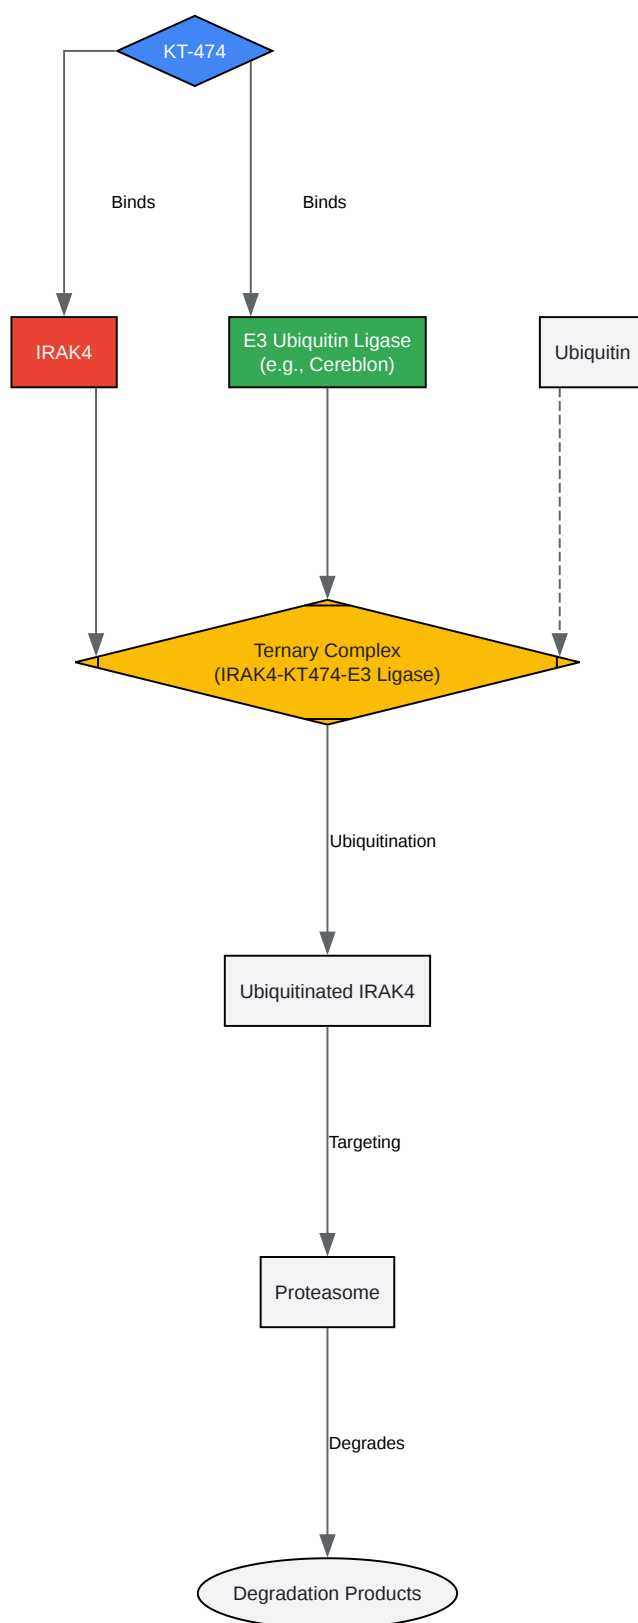 KT-474
Binds
Binds
IRAK4
E3 Ubiquitin Ligase
(e.g., Cereblon)
Ubiquitin
Ternary Complex
(IRAK4-KT474-E3 Ligase)
Ubiquitination
Ubiquitinated IRAK4
Targeting
Proteasome
Degrades
Degradation Products